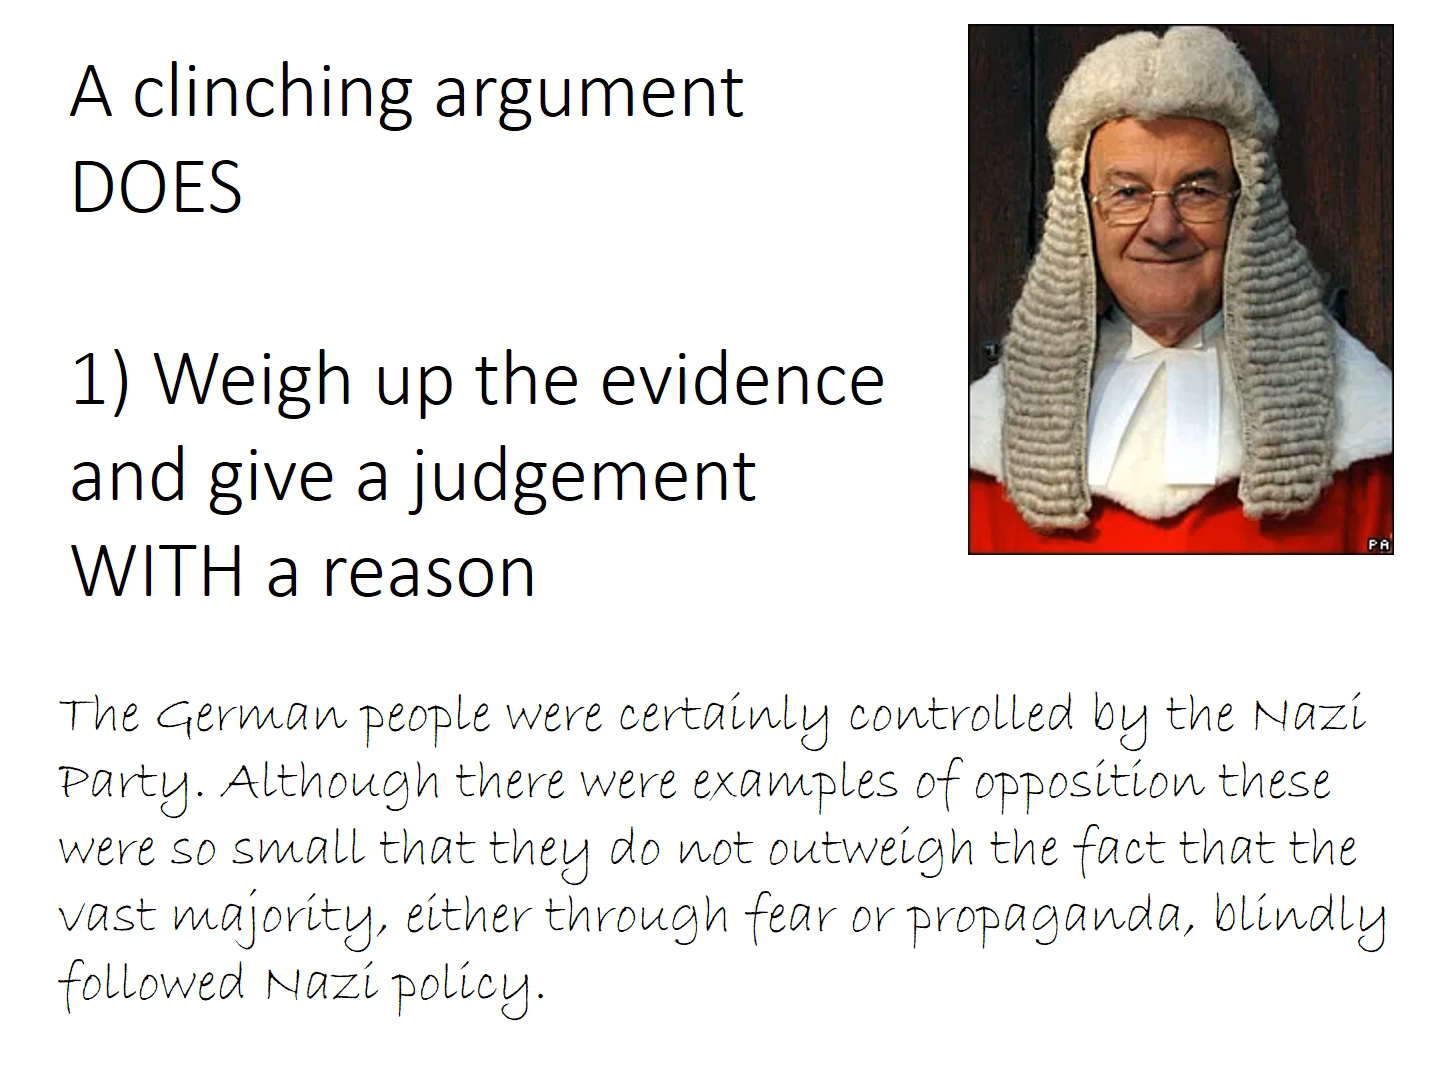 A clinching argument
DOES
1) Weigh up the evidence
and give a judgement
WITH a reason
PA
The German people were certainly controlled by the Nazi
Party. Although there were examples of opposition these
were so small that they do not outweigh the fact that the
vast majority, either through fear or propaganda, blindly
followed Nazi policy.